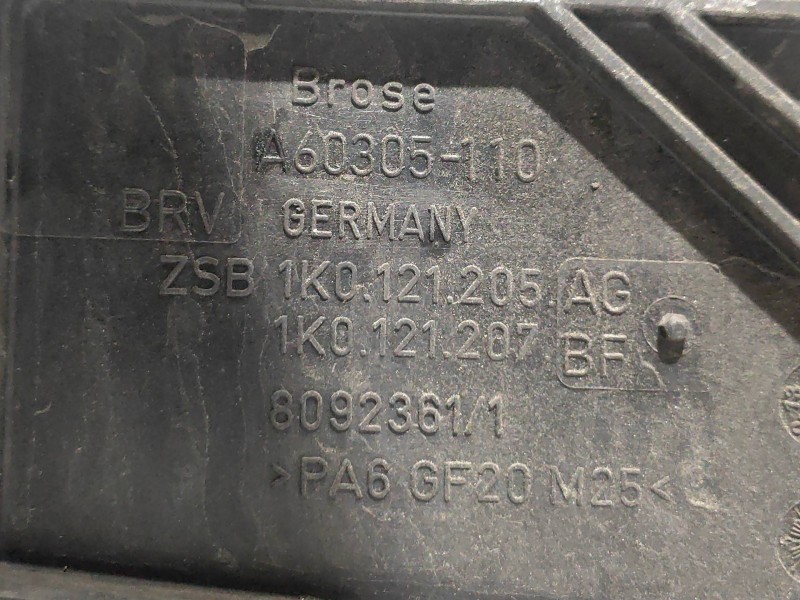 Brose
A60305-110
BRV GERMANY
ZSB 1K0.121.205. AG
1K0.121.207. BF
8092361/1
>PA6 GF20 M25<